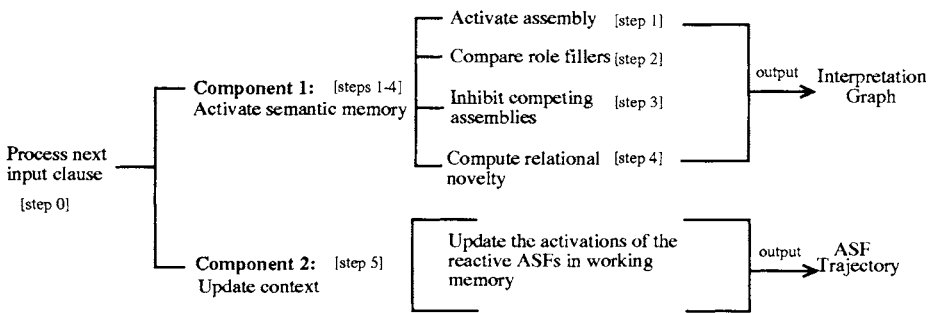 Process next
input clause
[step 0]
Component 1: [steps 1-4]
Activate semantic memory
Activate assembly [step 1]
Compare role fillers [step 2]
Inhibit competing [step 3]
assemblies
Compute relational [step 4]
novelty
output
Interpretation
Graph
Component 2: [step 5]
Update context
Update the activations of the
reactive ASFs in working
memory
output
ASF
Trajectory